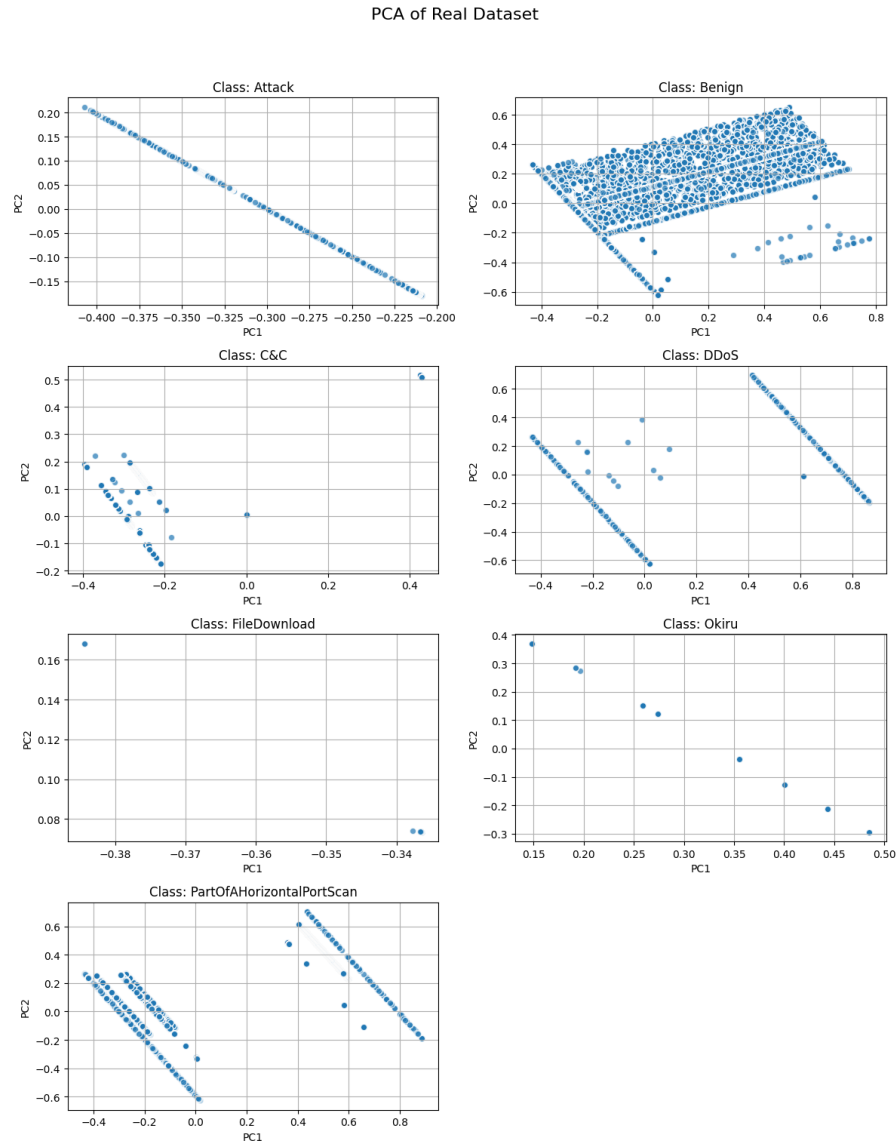 PCA of Real Dataset
Class: Attack
0.20
0.15
0.10
0.05
0.00
−0.05
−0.10
−0.15
PC2
−0.400 −0.375 −0.350 −0.325 −0.300 −0.275 −0.250 −0.225 −0.200
PC1
Class: Benign
0.6
0.4
0.2
0.0
−0.2
−0.4
−0.6
PC2
−0.4 −0.2 0.0 0.2 0.4 0.6 0.8
PC1
Class: C&C
0.5
0.4
0.3
0.2
0.1
0.0
−0.1
−0.2
PC2
−0.4 −0.2 0.0 0.2 0.4
PC1
Class: DDoS
0.6
0.4
0.2
0.0
−0.2
−0.4
−0.6
PC2
−0.4 −0.2 0.0 0.2 0.4 0.6 0.8
PC1
Class: FileDownload
0.16
0.14
0.12
0.10
0.08
PC2
−0.38 −0.37 −0.36 −0.35 −0.34
PC1
Class: Okiru
0.4
0.3
0.2
0.1
0.0
−0.1
−0.2
−0.3
PC2
0.15 0.20 0.25 0.30 0.35 0.40 0.45 0.50
PC1
Class: PartOfAHorizontalPortScan
0.6
0.4
0.2
0.0
−0.2
−0.4
−0.6
PC2
−0.4 −0.2 0.0 0.2 0.4 0.6 0.8
PC1